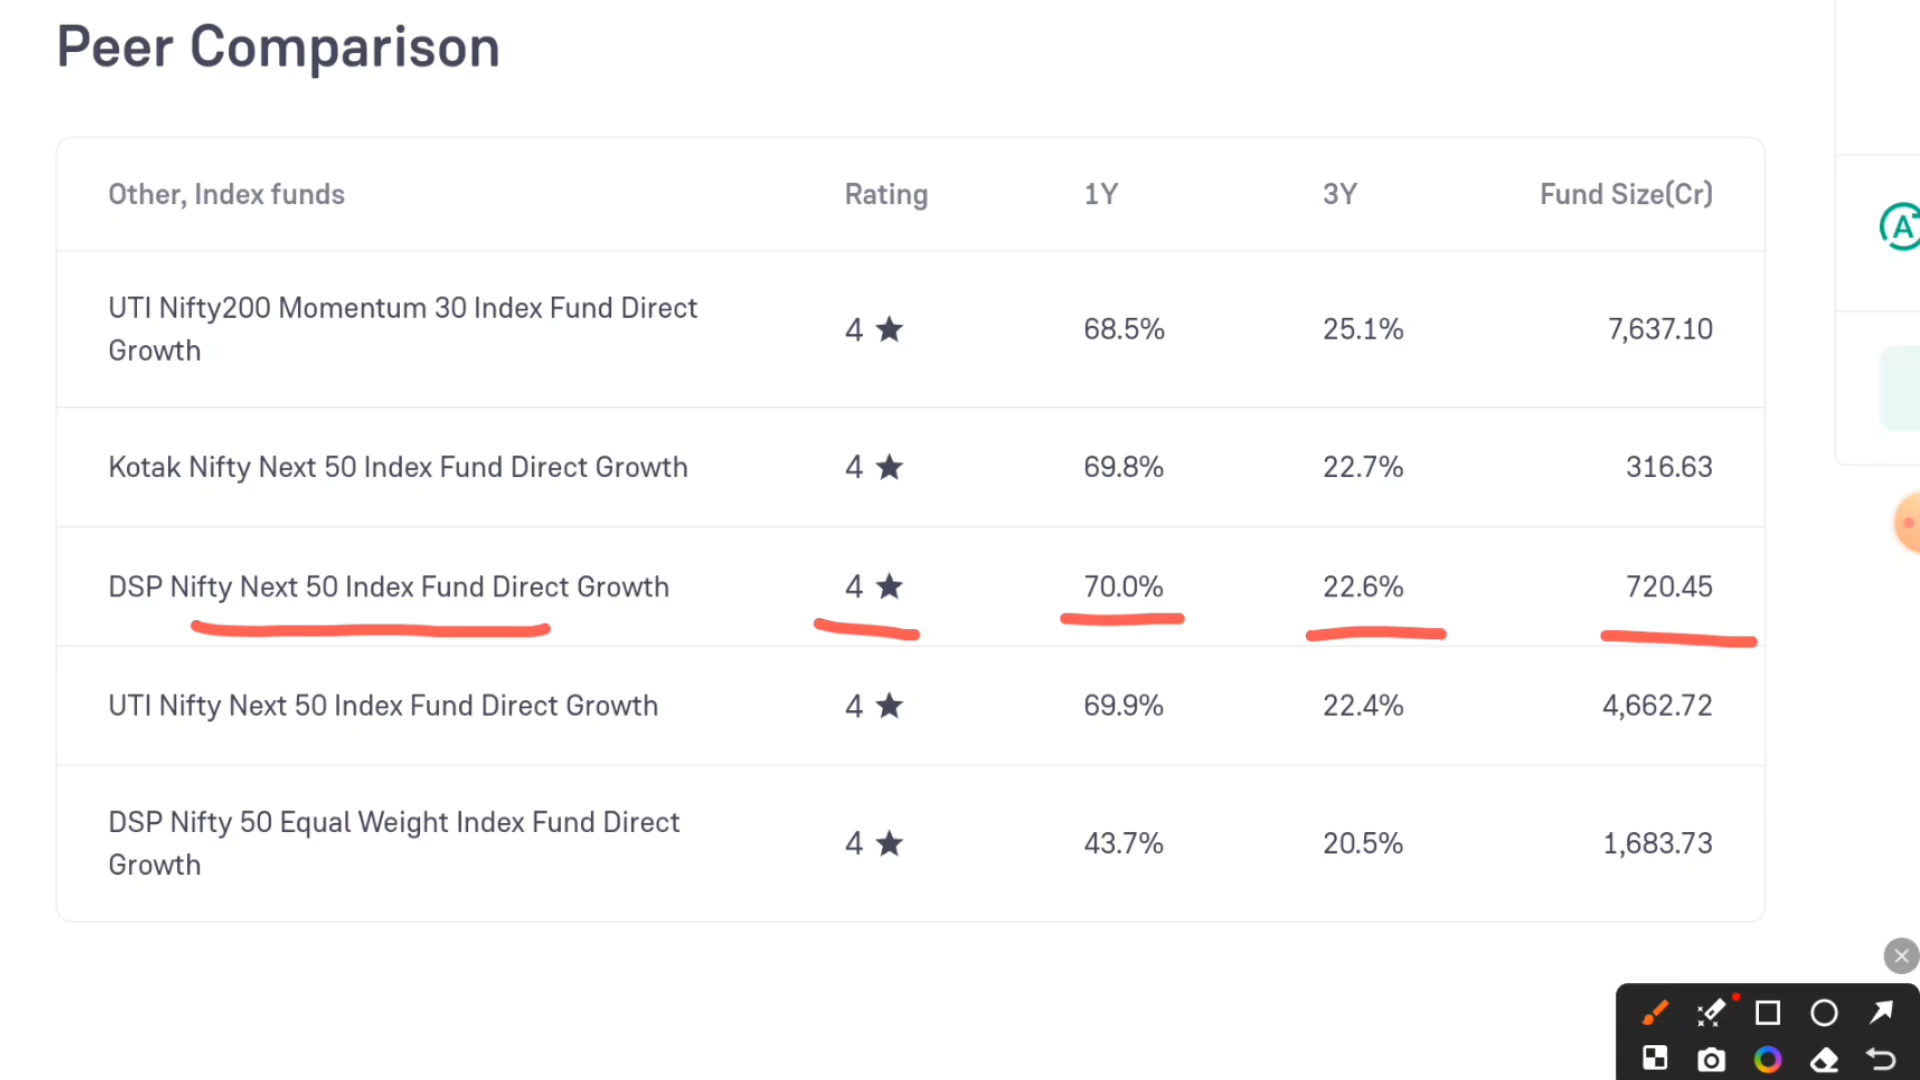 Peer Comparison
Other, Index funds Rating 1Y 3Y Fund Size(Cr)
UTI Nifty200 Momentum 30 Index Fund Direct
Growth
4 ★ 68.5% 25.1% 7,637.10
Kotak Nifty Next 50 Index Fund Direct Growth 4 ★ 69.8% 22.7% 316.63
DSP Nifty Next 50 Index Fund Direct Growth 4 ★ 70.0% 22.6% 720.45
UTI Nifty Next 50 Index Fund Direct Growth 4 ★ 69.9% 22.4% 4,662.72
DSP Nifty 50 Equal Weight Index Fund Direct
Growth
4 ★ 43.7% 20.5% 1,683.73
A